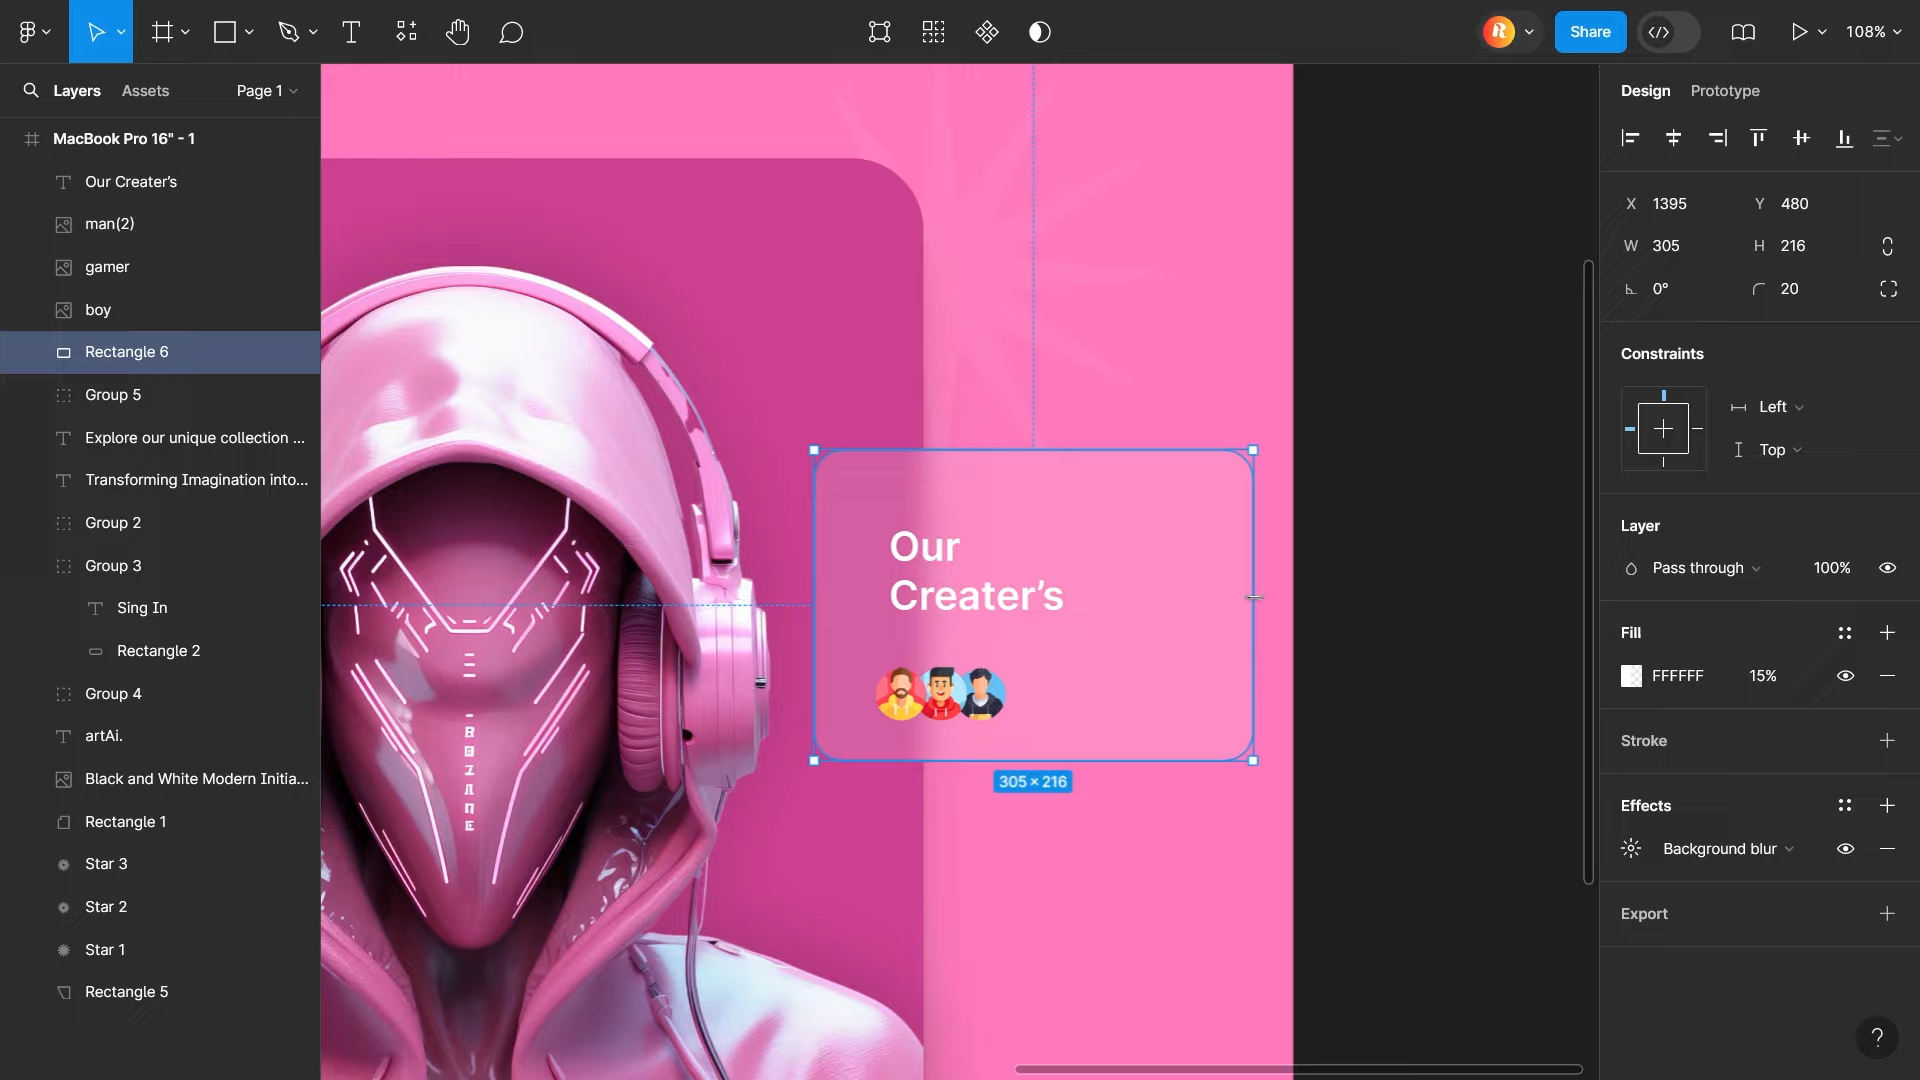 Share
108%
Layers
Assets
Page 1
MacBook Pro 16" - 1
Our Creater’s
man(2)
gamer
boy
Rectangle 6
Group 5
Explore our unique collection ...
Transforming Imagination into...
Group 2
Group 3
Sing In
Rectangle 2
Group 4
artAi.
Black and White Modern Initia...
Rectangle 1
Star 3
Star 2
Star 1
Rectangle 5
Our
Creater’s
305 × 216
Design
Prototype
X 1395
Y 480
W 305
H 216
0°
20
Constraints
Left
Top
Layer
Pass through
100%
Fill
FFFFFF
15%
Stroke
Effects
Background blur
Export
?